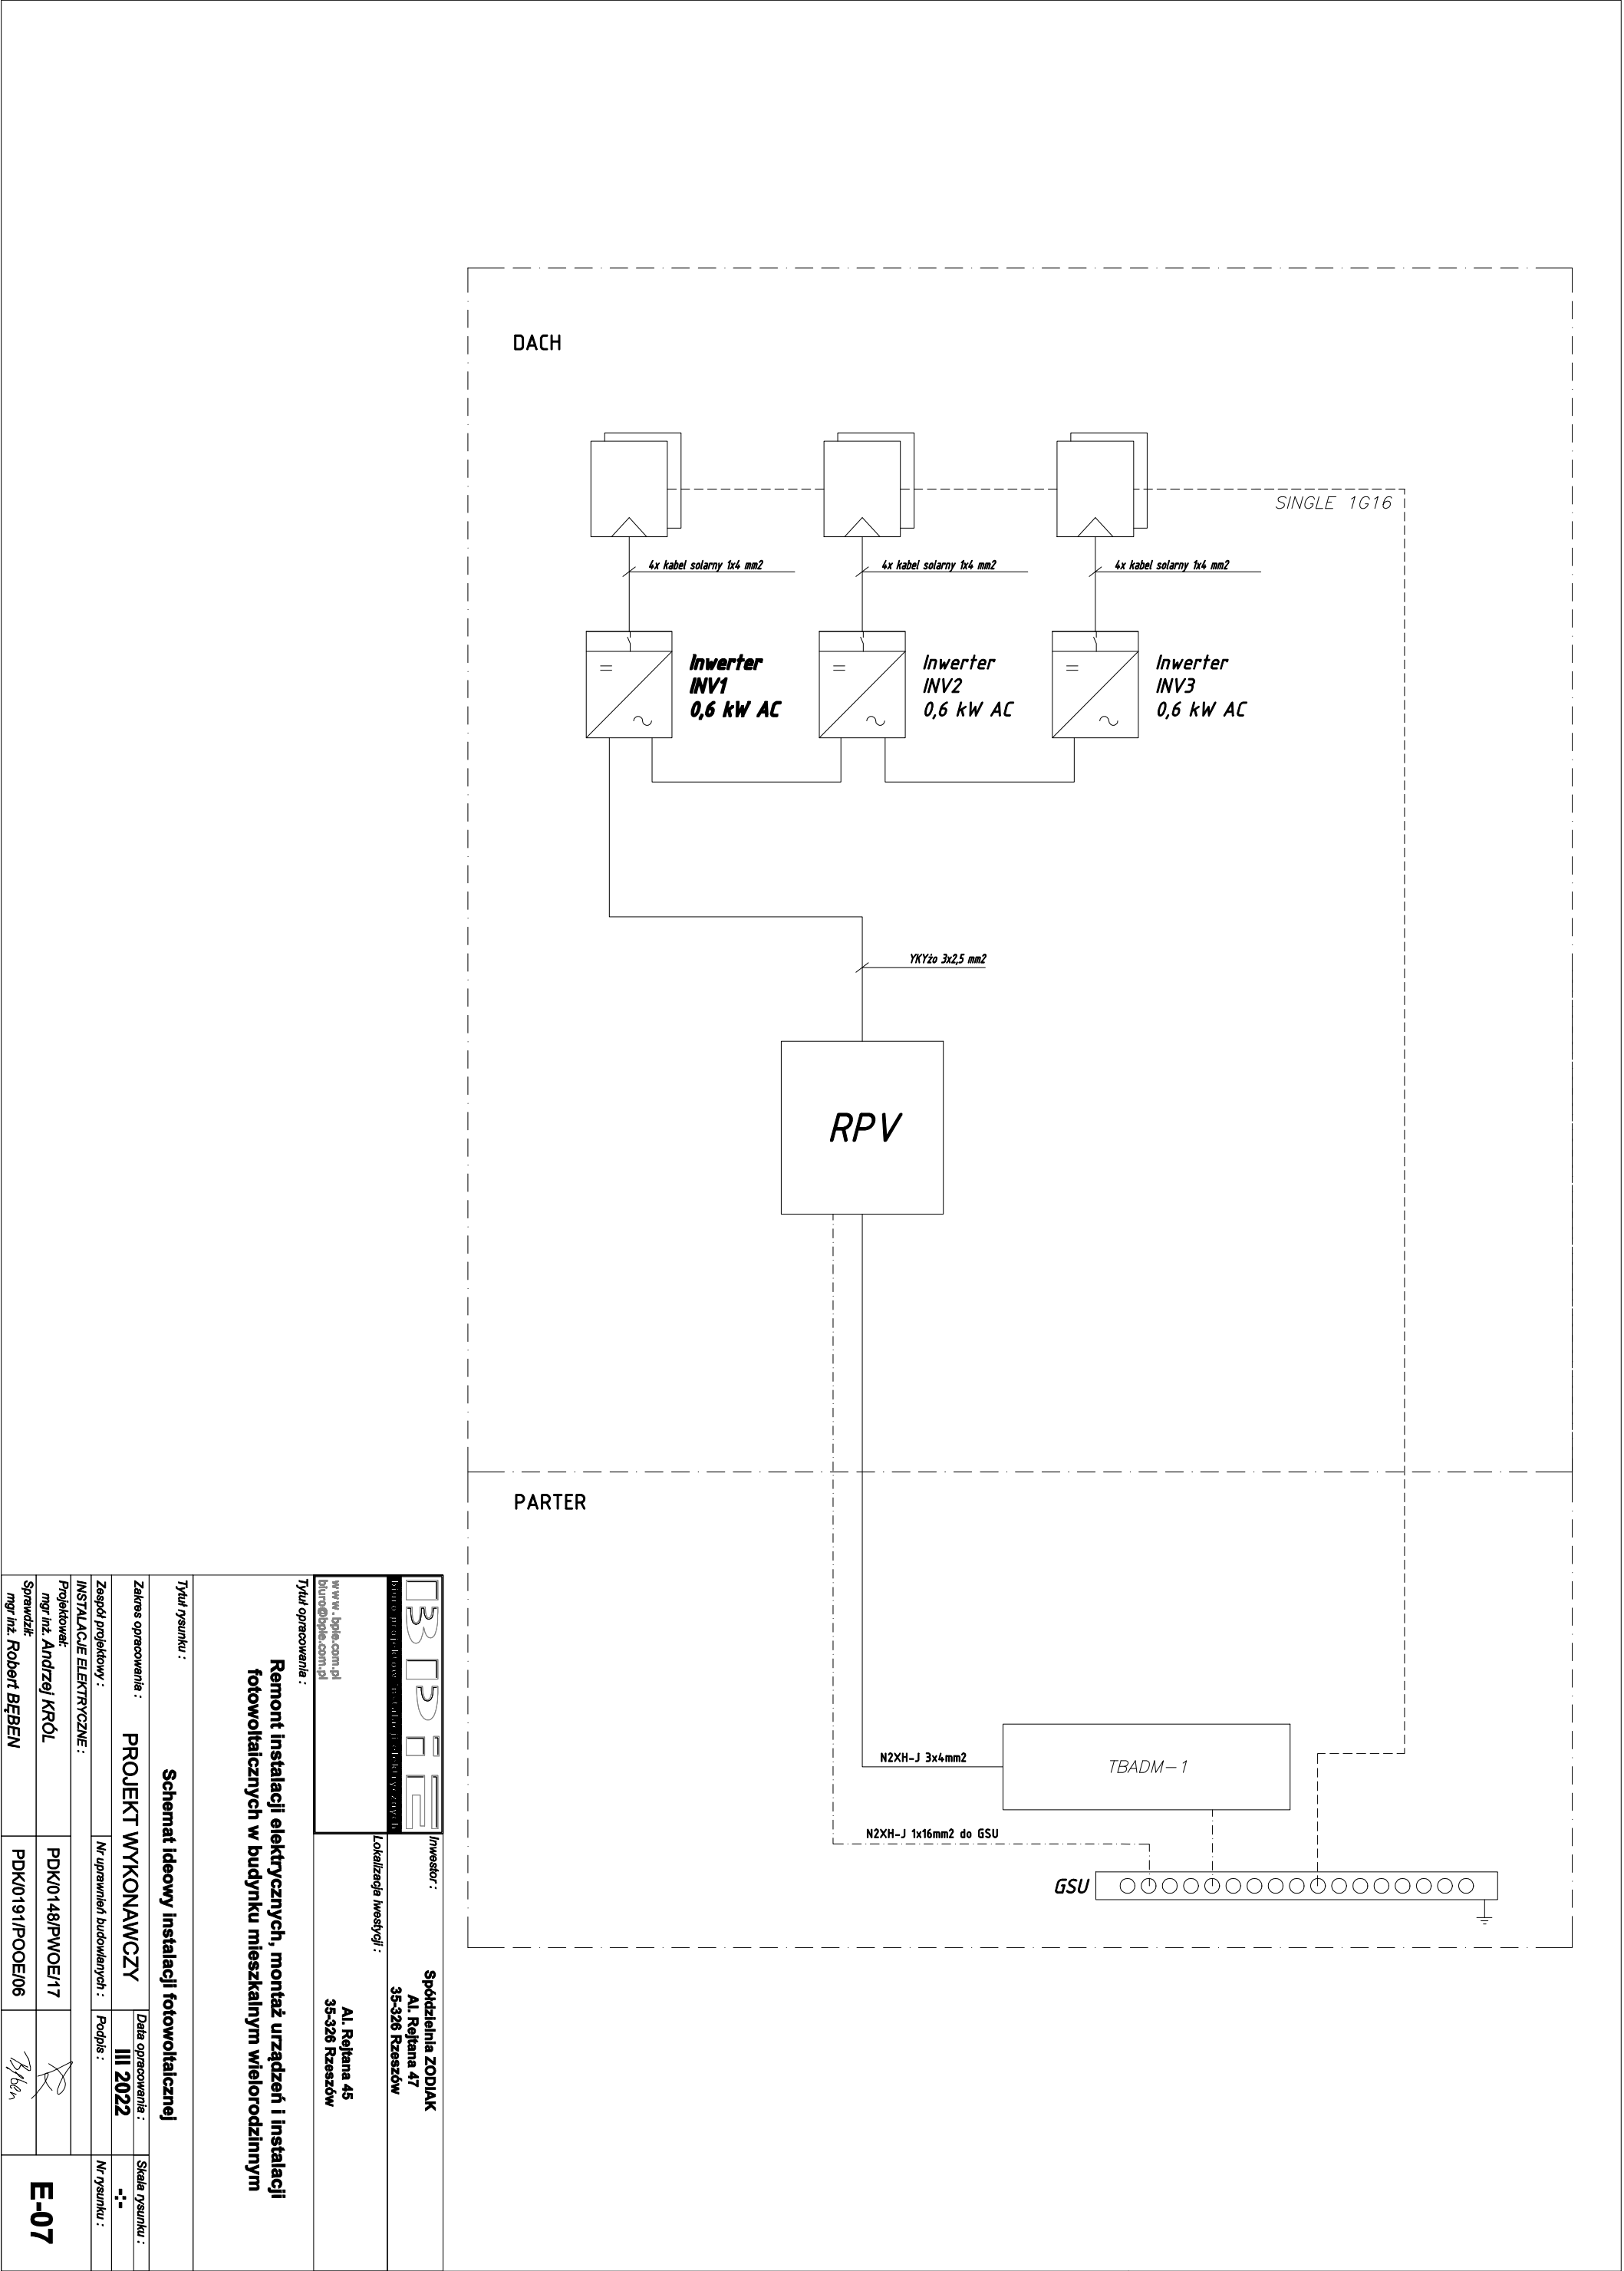 DACH
SINGLE 1G16
4x kabel solarny 1x4 mm2
4x kabel solarny 1x4 mm2
4x kabel solarny 1x4 mm2
Inwerter
INV1
0,6 kW AC
Inwerter
INV2
0,6 kW AC
Inwerter
INV3
0,6 kW AC
YKYżo 3x2,5 mm2
RPV
PARTER
N2XH-J 3x4mm2
TBADM-1
N2XH-J 1x16mm2 do GSU
GSU
BIPIE
biuro projektów instalacji elektrycznych
www.bpie.com.pl
biuro@bpie.com.pl
Inwestor :
Spółdzielnia ZODIAK
Al. Rejtana 47
35-326 Rzeszów
Lokalizacja iwestycji :
Al. Rejtana 45
35-326 Rzeszów
Tytuł opracowania :
Remont instalacji elektrycznych, montaż urządzeń i instalacji
fotowoltaicznych w budynku mieszkalnym wielorodzinnym
Tytuł rysunku :
Schemat ideowy instalacji fotowoltaicznej
Zakres opracowania :
PROJEKT WYKONAWCZY
Data opracowania :
III 2022
Skala rysunku :
-:-
Zespół projektowy :
Nr uprawnień budowlanych :
Podpis :
Nr rysunku :
INSTALACJE ELEKTRYCZNE :
Projektował:
mgr inż. Andrzej KRÓL
PDK/0148/PWOE/17
Sprawdził:
mgr inż. Robert BĘBEN
PDK/0191/POOE/06
E-07